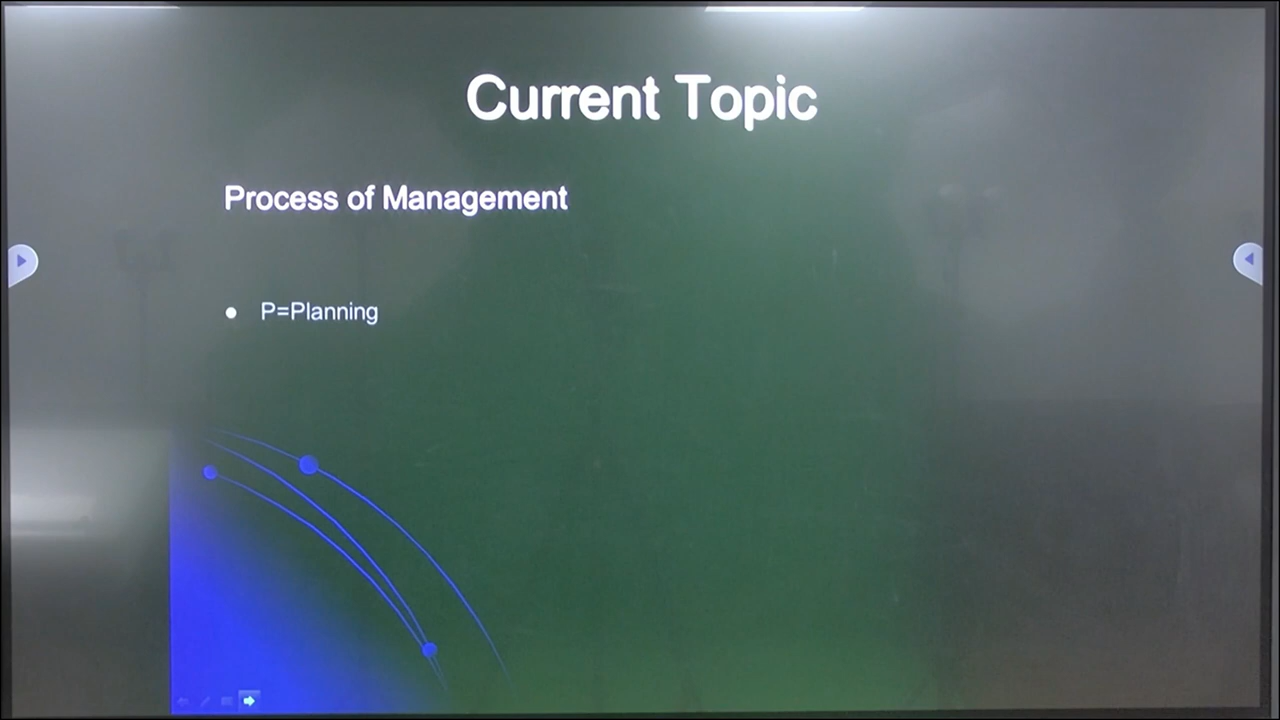 Current Topic
Process of Management
P=Planning